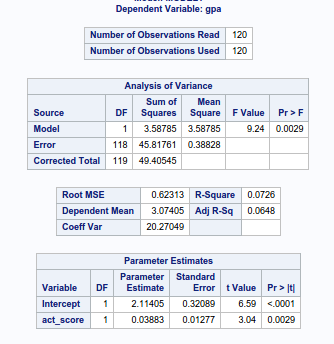 Dependent Variable: gpa
Number of Observations Read 120
Number of Observations Used 120
Analysis of Variance
Source DF Sum of Squares Mean Square F Value Pr > F
Model 1 3.58785 3.58785 9.24 0.0029
Error 118 45.81761 0.38828
Corrected Total 119 49.40545
Root MSE 0.62313 R-Square 0.0726
Dependent Mean 3.07405 Adj R-Sq 0.0648
Coeff Var 20.27049
Parameter Estimates
Variable DF Parameter Estimate Standard Error t Value Pr > |t|
Intercept 1 2.11405 0.32089 6.59 <.0001
act_score 1 0.03883 0.01277 3.04 0.0029